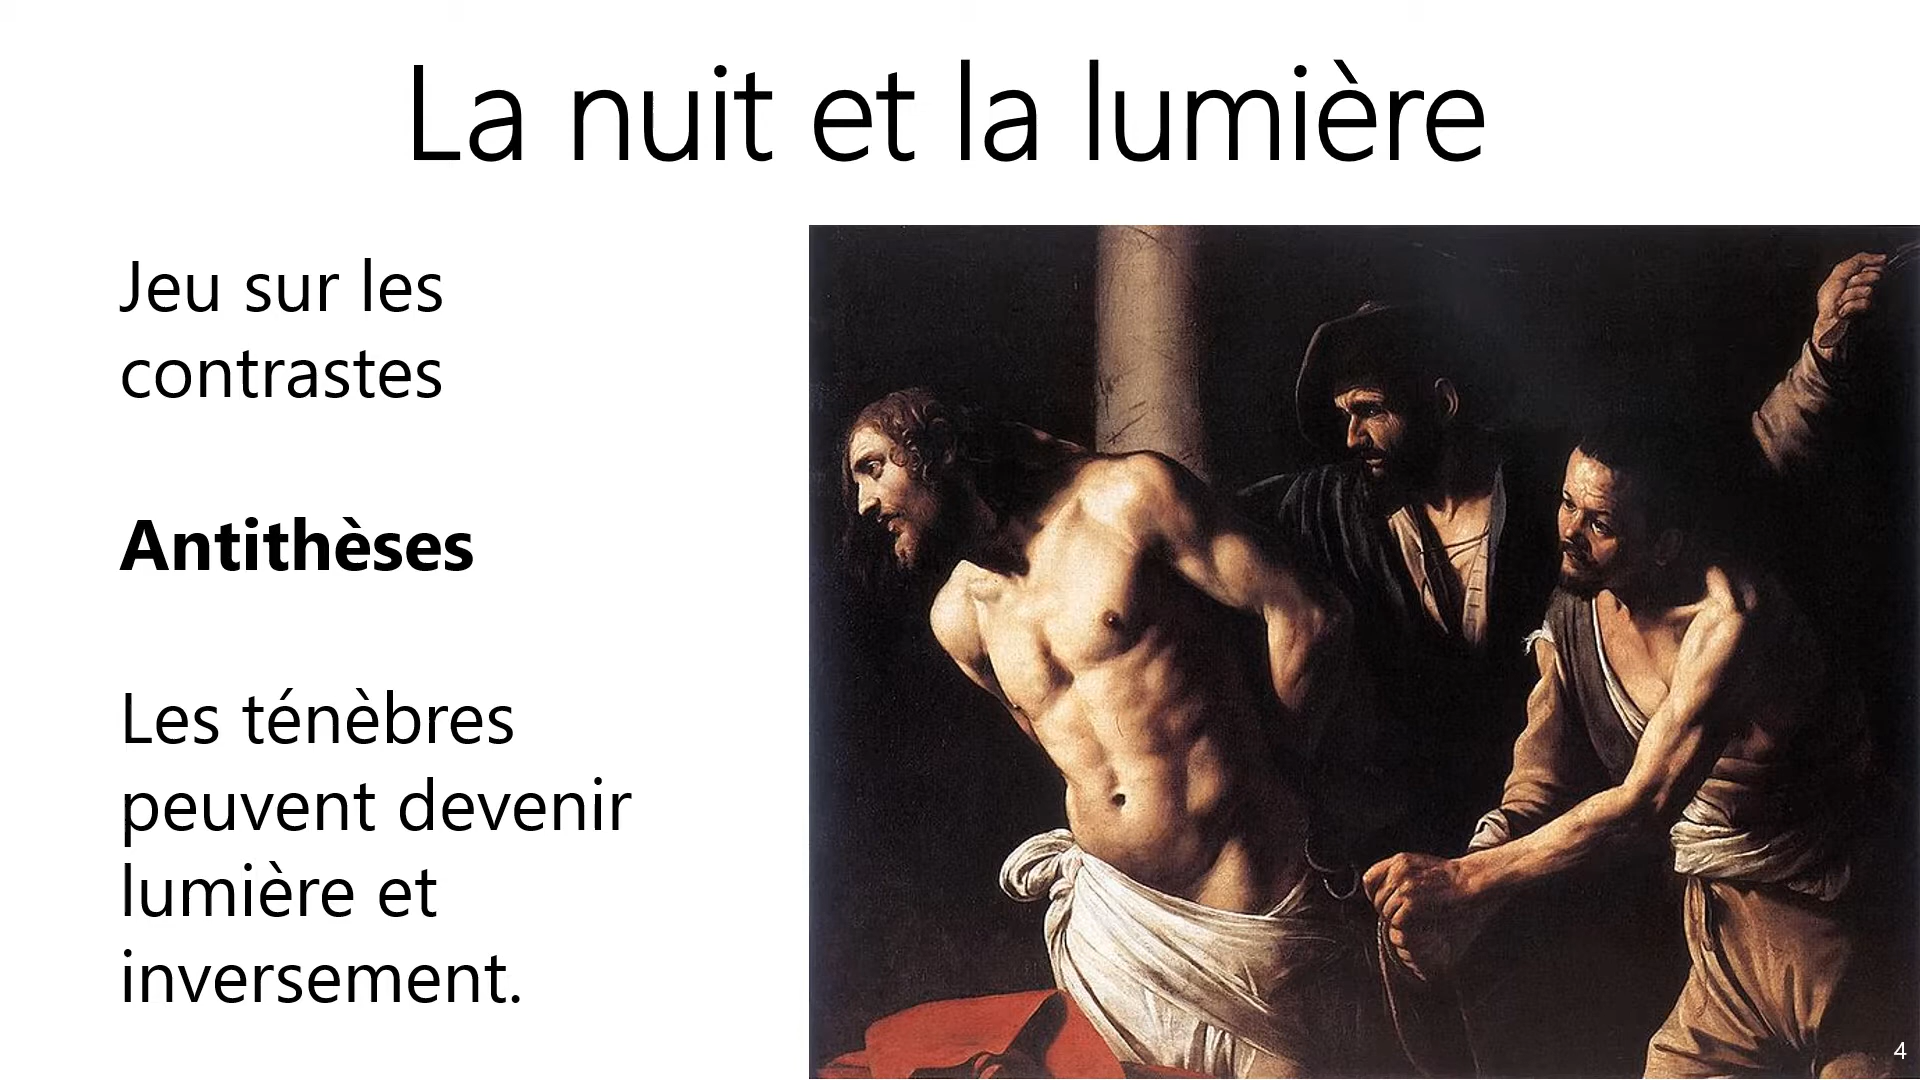 La nuit et la lumière
Jeu sur les
contrastes
Antithèses
Les ténèbres
peuvent devenir
lumière et
inversement.
4